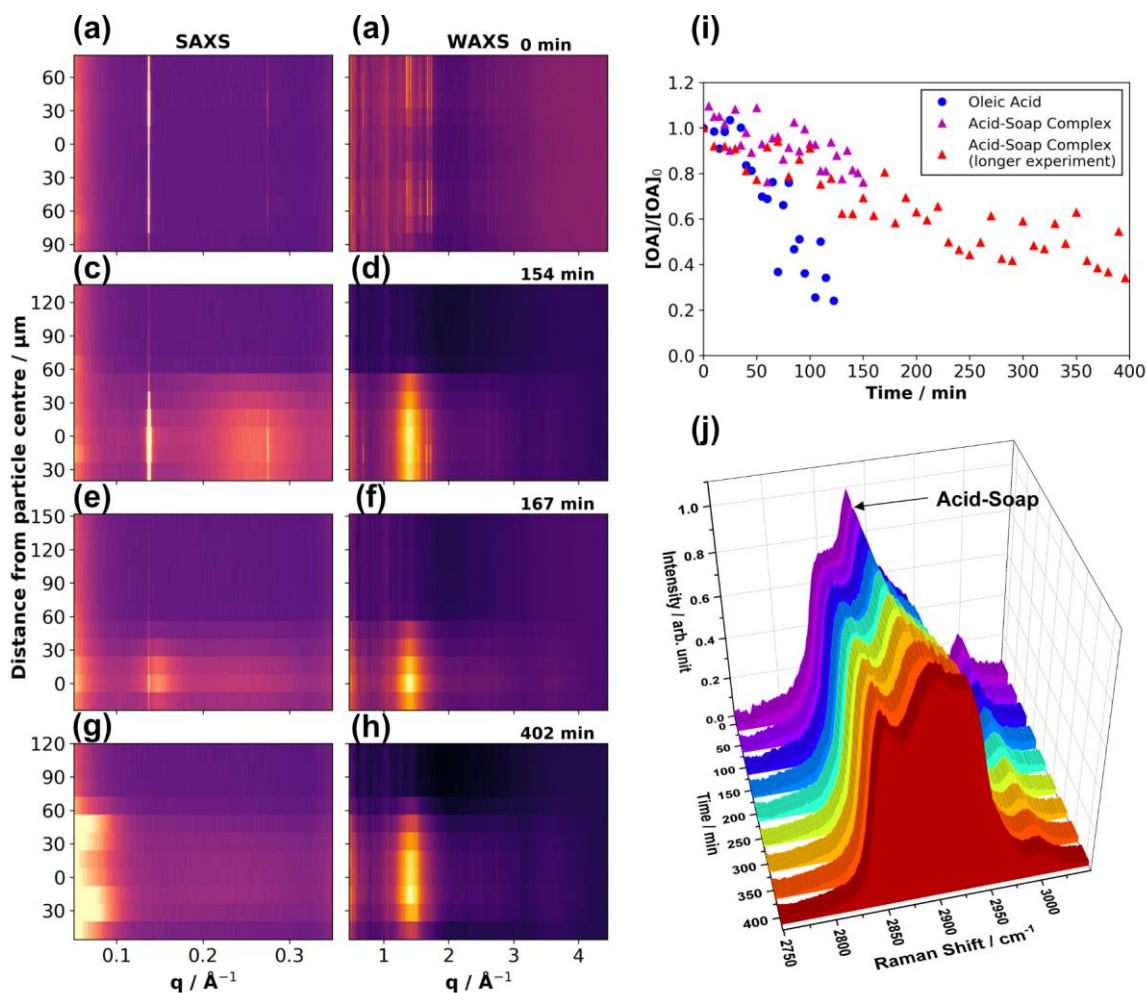 (a) SAXS
(a) WAXS 0 min
60
30
0
30
60
90
(c)
(d) 154 min
120
90
60
30
0
30
(e)
(f) 167 min
150
120
90
60
30
0
(g)
(h) 402 min
120
90
60
30
0
30
Distance from particle centre / µm
0.1 0.2 0.3
q / Å⁻¹
1 2 3 4
q / Å⁻¹
(i)
1.2
1.0
0.8
0.6
0.4
0.2
0.0
[OA]/[OA]₀
Oleic Acid
Acid-Soap Complex
Acid-Soap Complex
(longer experiment)
0 50 100 150 200 250 300 350 400
Time / min
(j)
Acid-Soap
1.0
0.8
0.6
0.4
0.2
0.0
Intensity / arb. unit
0
50
100
150
200
250
300
350
400
Time / min
2750 2800 2850 2900 2950 3000
Raman Shift / cm⁻¹